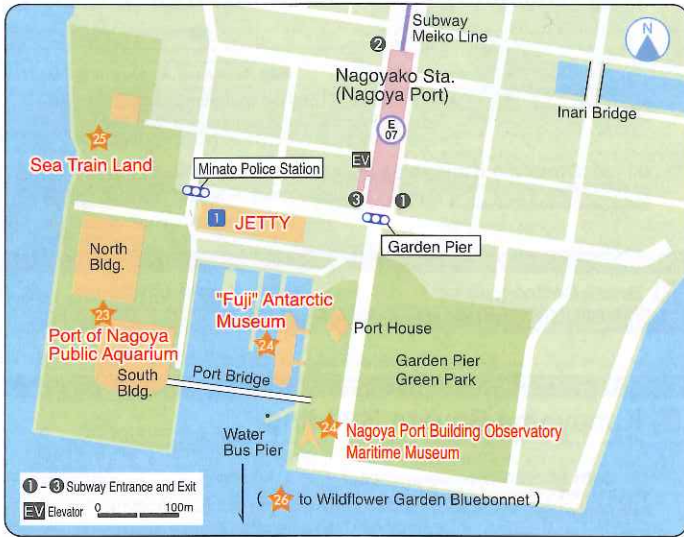 Subway
Meiko Line
N
2
Nagoyako Sta.
(Nagoya Port)
Inari Bridge
E
07
25
Sea Train Land
EV
Minato Police Station
3
1
1
JETTY
Garden Pier
North
Bldg.
"Fuji" Antarctic
Museum
24
Port House
23
Port of Nagoya
Public Aquarium
South
Bldg.
Port Bridge
Garden Pier
Green Park
Water
Bus Pier
24
Nagoya Port Building Observatory
Maritime Museum
1 – 3 Subway Entrance and Exit
EV Elevator 0 100m
( 26 to Wildflower Garden Bluebonnet )